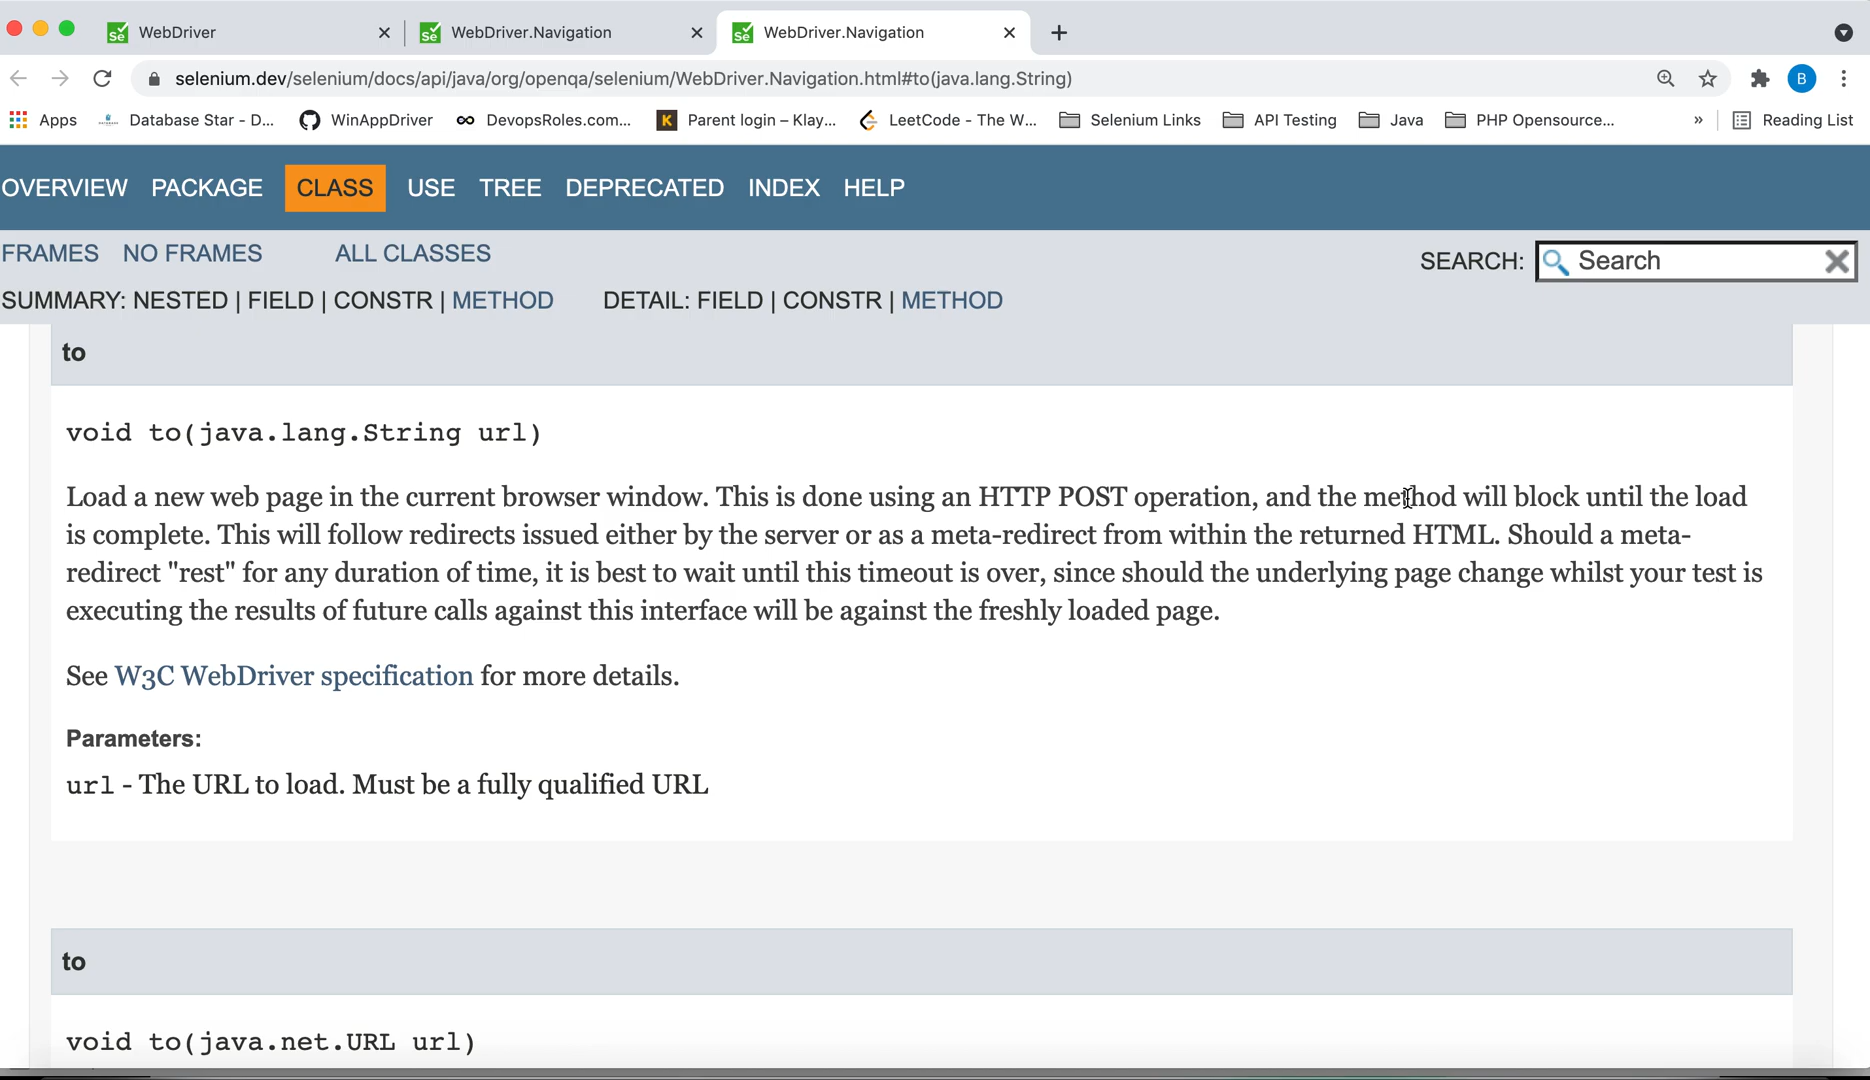 WebDriver
WebDriver.Navigation
WebDriver.Navigation
selenium.dev/selenium/docs/api/java/org/openqa/selenium/WebDriver.Navigation.html#to(java.lang.String)
B
Apps
Database Star - D...
WinAppDriver
DevopsRoles.com...
K
Parent login – Klay...
LeetCode - The W...
Selenium Links
API Testing
Java
PHP Opensource...
»
Reading List
OVERVIEW PACKAGE CLASS USE TREE DEPRECATED INDEX HELP
FRAMES NO FRAMES ALL CLASSES
SEARCH: Search
SUMMARY: NESTED | FIELD | CONSTR | METHOD DETAIL: FIELD | CONSTR | METHOD
to
void to(java.lang.String url)
Load a new web page in the current browser window. This is done using an HTTP POST operation, and the method will block until the load
is complete. This will follow redirects issued either by the server or as a meta-redirect from within the returned HTML. Should a meta-
redirect "rest" for any duration of time, it is best to wait until this timeout is over, since should the underlying page change whilst your test is
executing the results of future calls against this interface will be against the freshly loaded page.
See W3C WebDriver specification for more details.
Parameters:
url - The URL to load. Must be a fully qualified URL
to
void to(java.net.URL url)